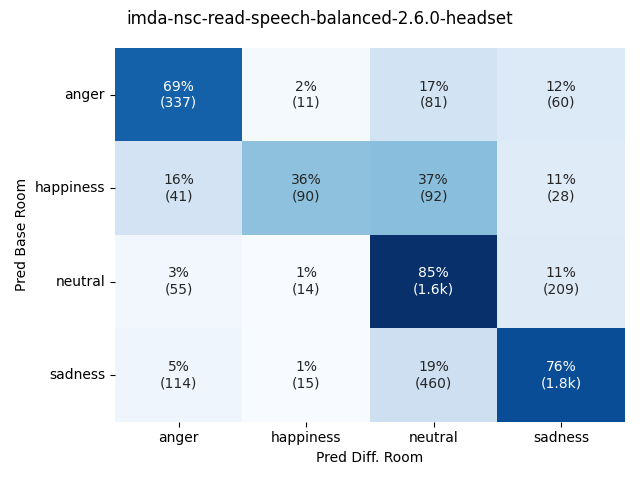 imda-nsc-read-speech-balanced-2.6.0-headset
Pred Base Room
anger
69% 2% 17% 12%
(337) (11) (81) (60)
happiness
16% 36% 37% 11%
(41) (90) (92) (28)
neutral
3% 1% 85% 11%
(55) (14) (1.6k) (209)
sadness
5% 1% 19% 76%
(114) (15) (460) (1.8k)
anger happiness neutral sadness
Pred Diff. Room